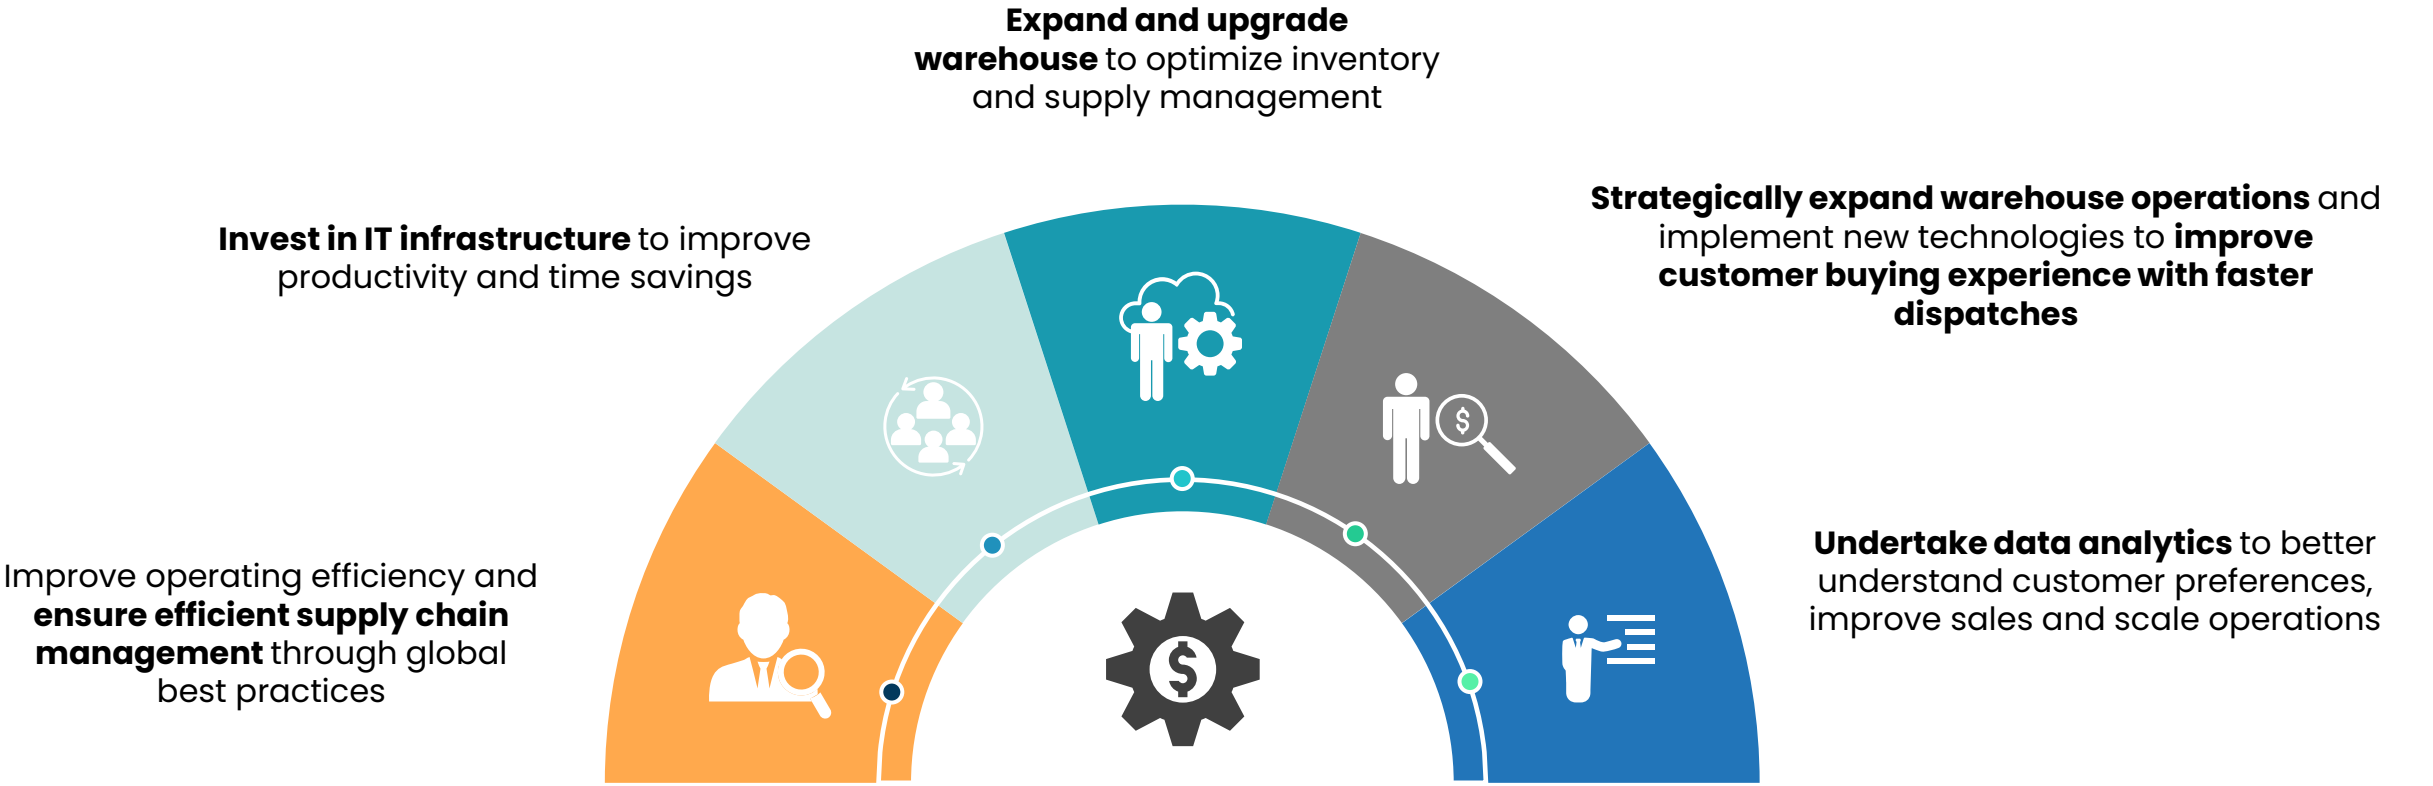 Expand and upgrade
warehouse to optimize inventory
and supply management
Invest in IT infrastructure to improve
productivity and time savings
Strategically expand warehouse operations and
implement new technologies to improve
customer buying experience with faster
dispatches
Improve operating efficiency and
ensure efficient supply chain
management through global
best practices
Undertake data analytics to better
understand customer preferences,
improve sales and scale operations
$
$